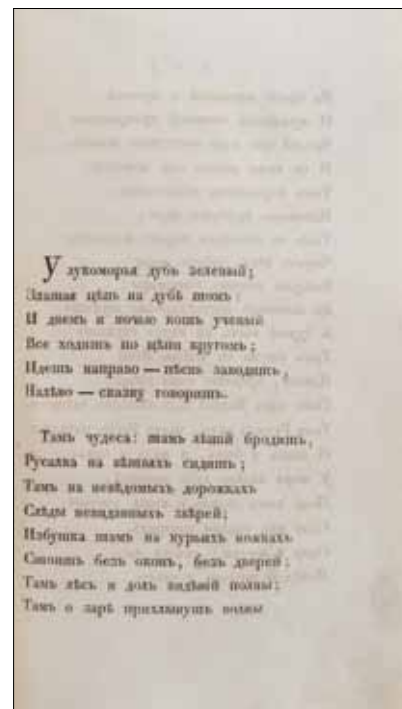 У лукоморья дубъ зеленый;
Златая цѣпь на дубѣ томъ:
И днемъ и ночью котъ ученый
Все ходитъ по цѣпи кругомъ;
Идетъ направо — пѣснь заводитъ,
Налѣво — сказку говоритъ.
Тамъ чудеса: тамъ лѣшій бродитъ,
Русалка на вѣтвяхъ сидитъ;
Тамъ на невѣдомыхъ дорожкахъ
Слѣды невиданныхъ звѣрей;
Избушка тамъ на курьихъ ножкахъ
Стоитъ безъ оконъ, безъ дверей;
Тамъ лѣсъ и долъ видѣній полны;
Тамъ о зарѣ прихлынутъ волны